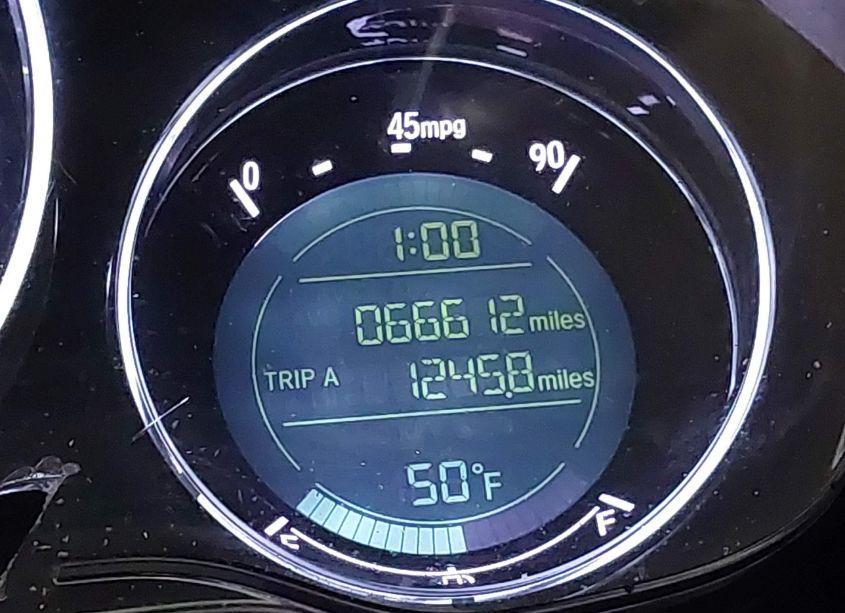 45mpg
0 90
1:00
066612 miles
TRIP A 1245.8 miles
50°F
F